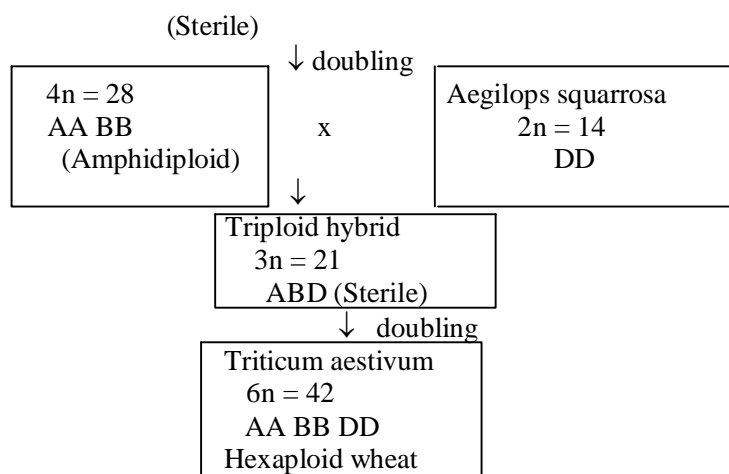 (Sterile)
↓ doubling
4n = 28
AA BB
(Amphidiploid)
x
Aegilops squarrosa
2n = 14
DD
↓
Triploid hybrid
3n = 21
ABD (Sterile)
↓ doubling
Triticum aestivum
6n = 42
AA BB DD
Hexaploid wheat